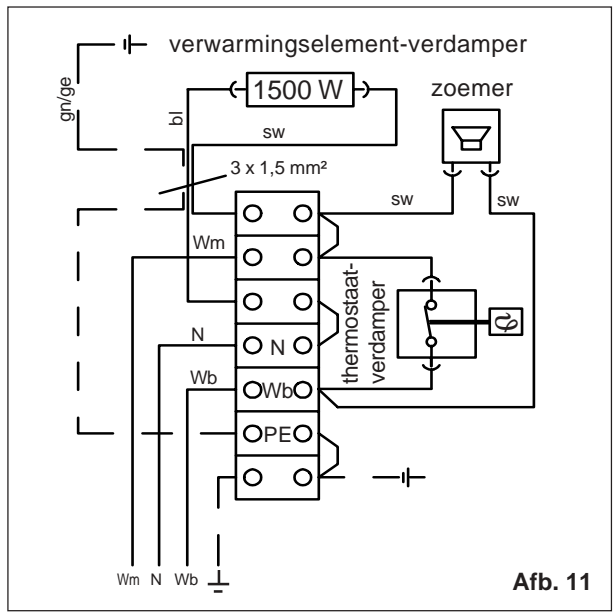 verwarmingselement-verdamper
gn/ge
bl
1500 W
zoemer
sw
3 x 1,5 mm²
sw
sw
Wm
thermostaat-
verdamper
N
N
Wb
Wb
PE
ϑ
Wm N Wb
Afb. 11